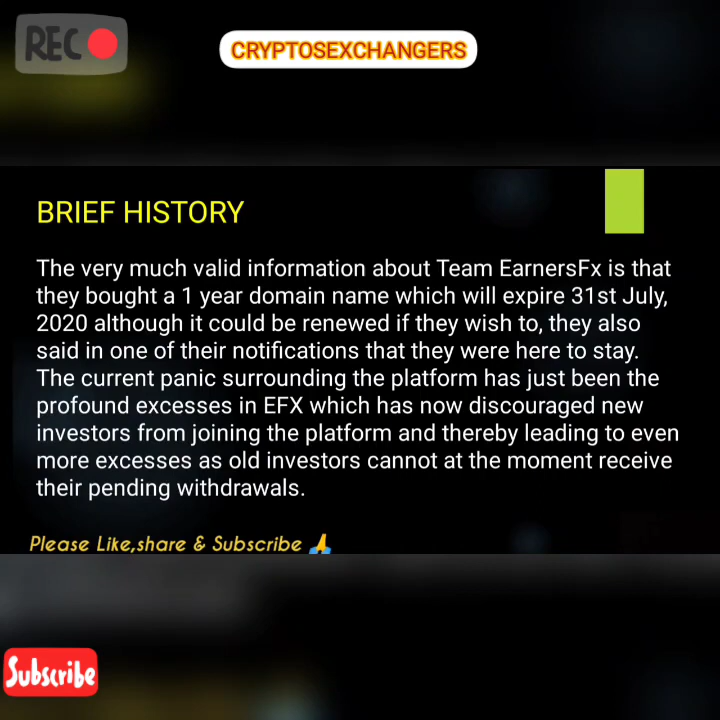 REC
CRYPTOSEXCHANGERS
BRIEF HISTORY
The very much valid information about Team EarnersFx is that
they bought a 1 year domain name which will expire 31st July,
2020 although it could be renewed if they wish to, they also
said in one of their notifications that they were here to stay.
The current panic surrounding the platform has just been the
profound excesses in EFX which has now discouraged new
investors from joining the platform and thereby leading to even
more excesses as old investors cannot at the moment receive
their pending withdrawals.
Please Like,share & Subscribe 🙏
Subscribe